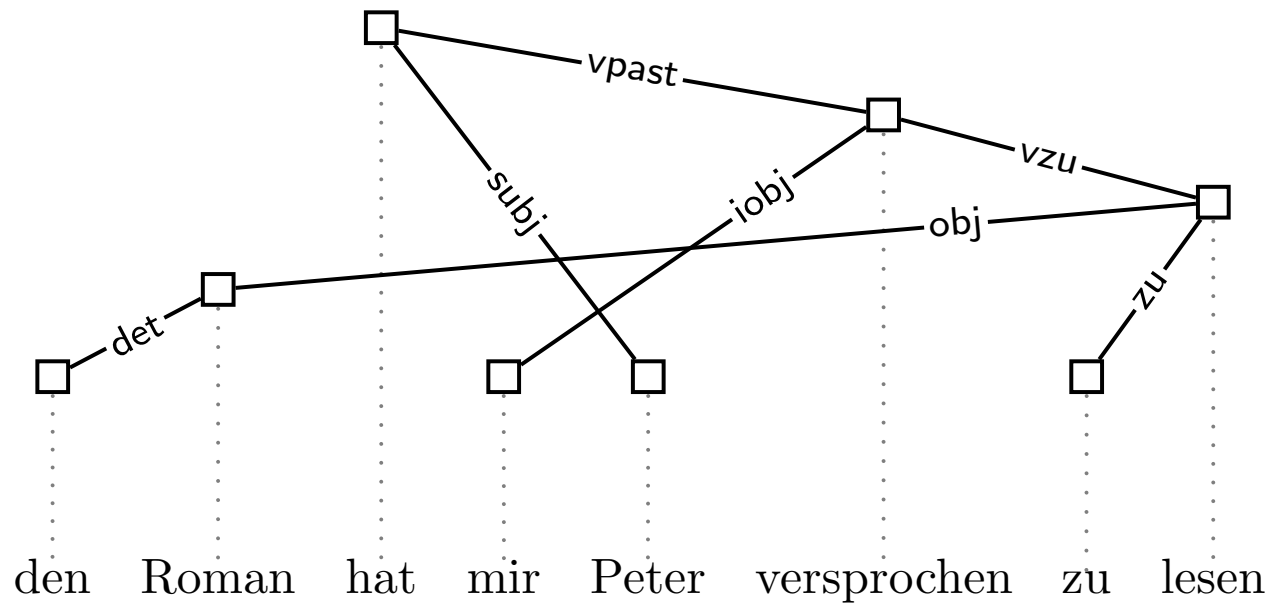 vpast
vzu
subj
iobj
obj
zu
det
den Roman hat mir Peter versprochen zu lesen